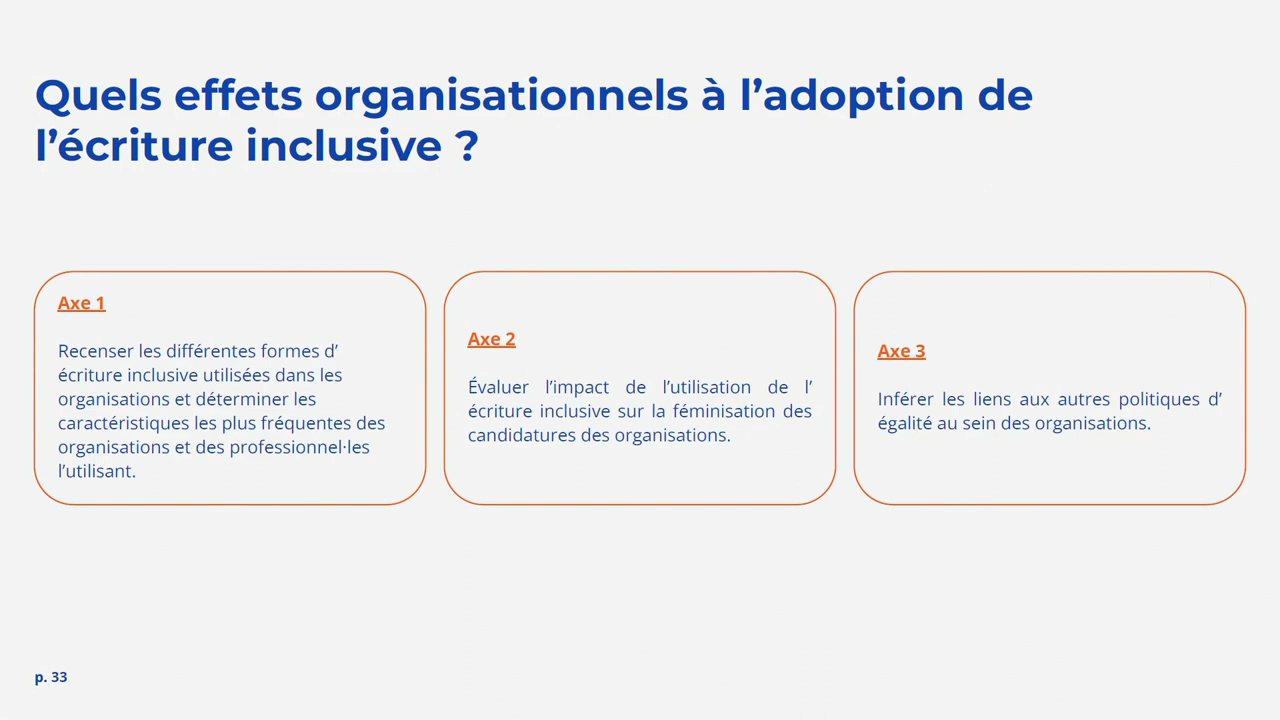 Quels effets organisationnels à l’adoption de
l’écriture inclusive ?
Axe 1
Recenser les différentes formes d’
écriture inclusive utilisées dans les
organisations et déterminer les
caractéristiques les plus fréquentes des
organisations et des professionnel·les
l’utilisant.
Axe 2
Évaluer l’impact de l’utilisation de l’
écriture inclusive sur la féminisation des
candidatures des organisations.
Axe 3
Inférer les liens aux autres politiques d’
égalité au sein des organisations.
p. 33